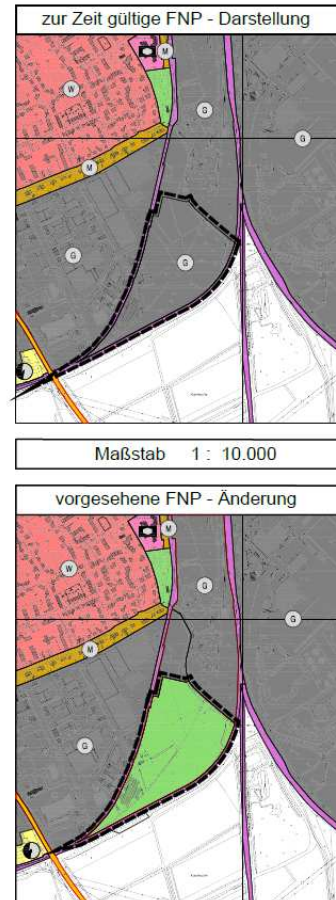 zur Zeit gültige FNP - Darstellung
M
W
G
G
M
G
G
Maßstab 1 : 10.000
vorgesehene FNP - Änderung
M
W
G
G
M
G